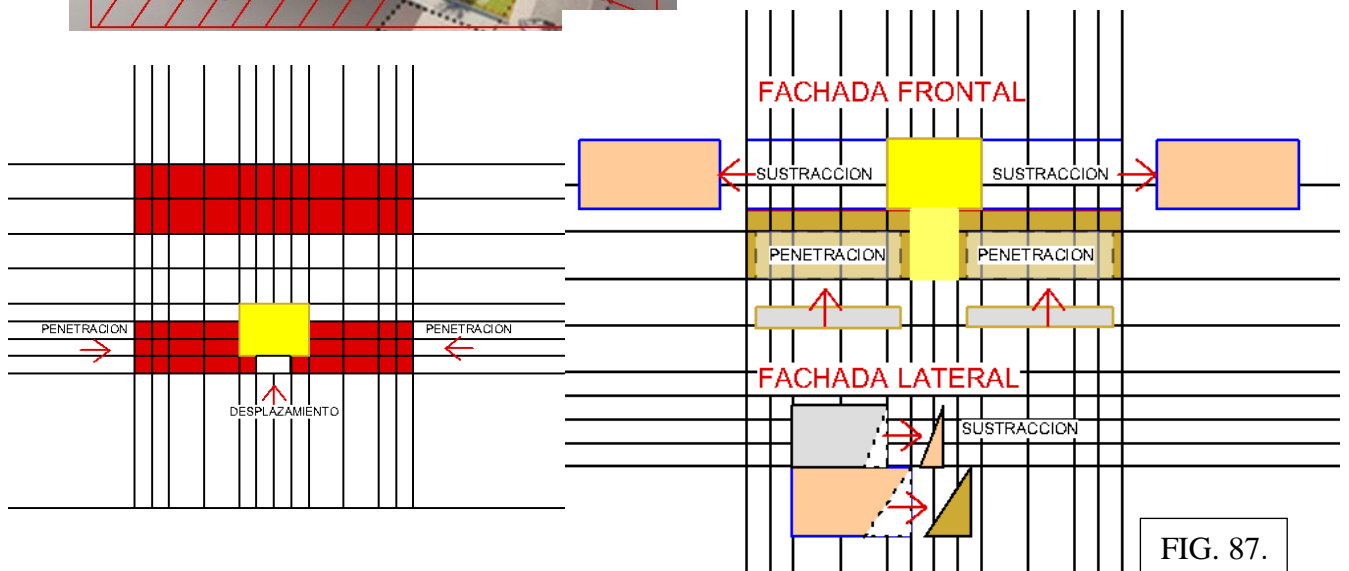 PENETRACION
PENETRACION
DESPLAZAMIENTO
FACHADA FRONTAL
SUSTRACCION
SUSTRACCION
PENETRACION
PENETRACION
FACHADA LATERAL
SUSTRACCION
FIG. 87.